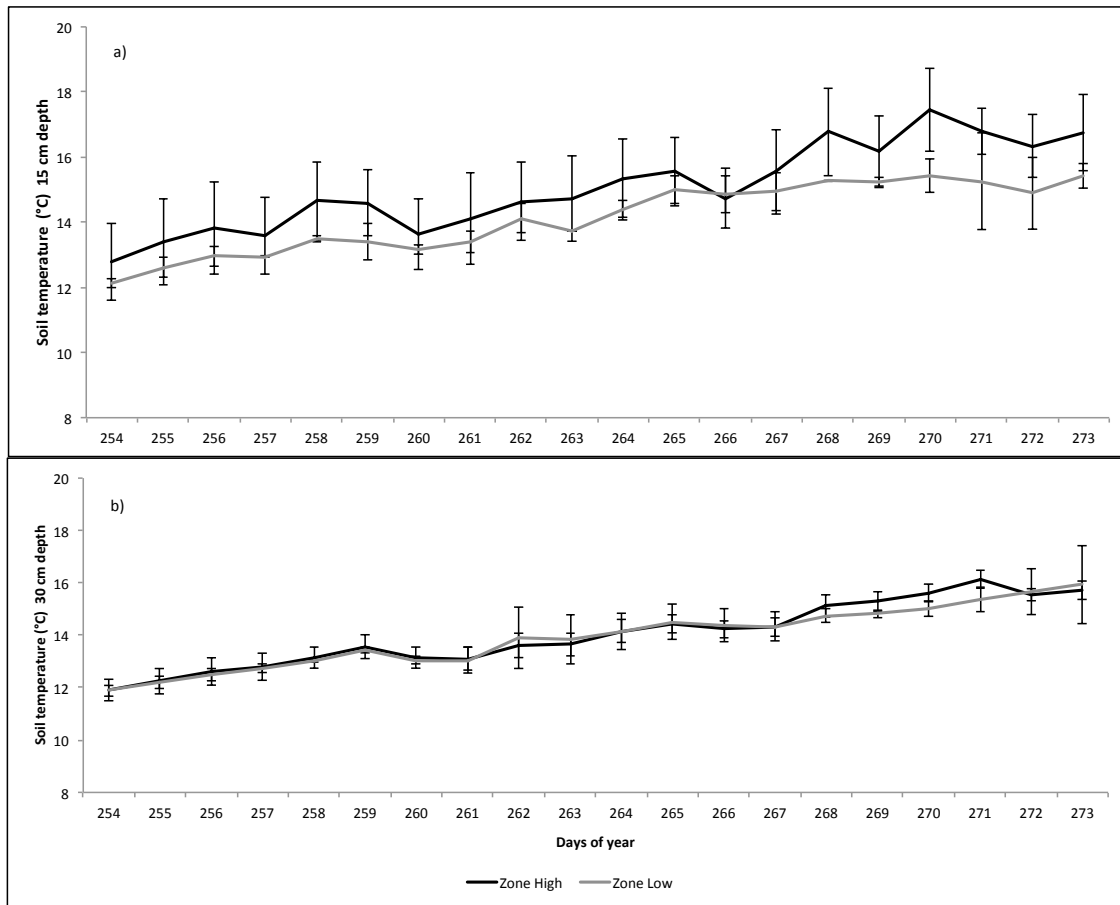 a)
Soil temperature (°C) 15 cm depth
20
18
16
14
12
10
8
254 255 256 257 258 259 260 261 262 263 264 265 266 267 268 269 270 271 272 273
b)
Soil temperature (°C) 30 cm depth
20
18
16
14
12
10
8
254 255 256 257 258 259 260 261 262 263 264 265 266 267 268 269 270 271 272 273
Days of year
Zone High Zone Low